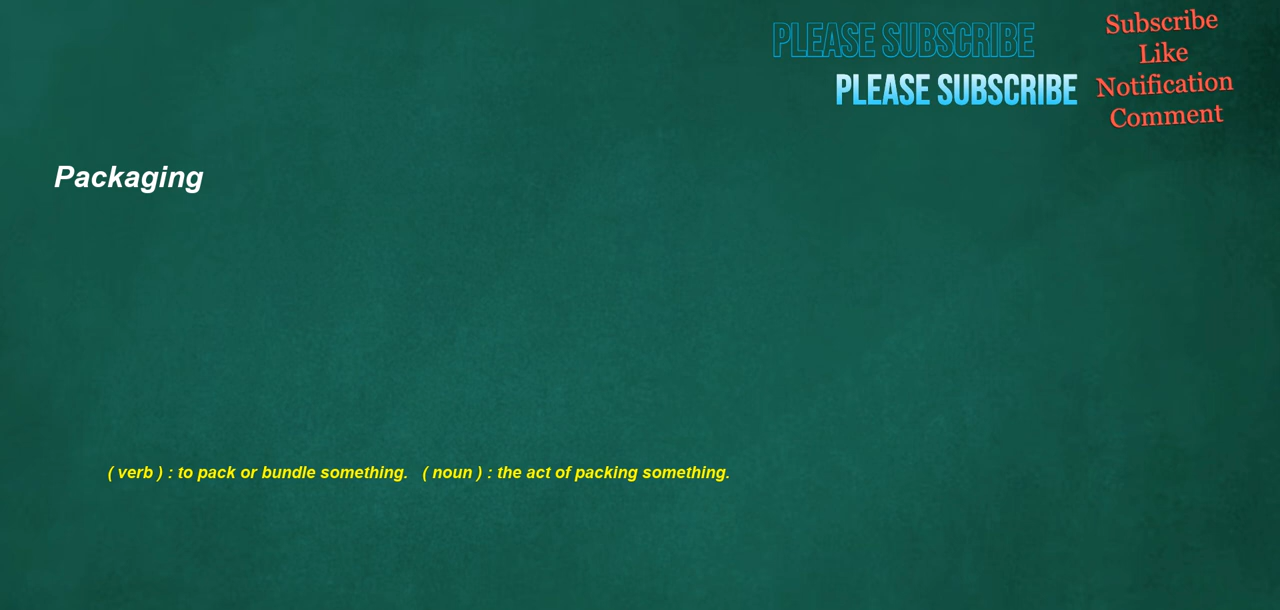 PLEASE SUBSCRIBE
PLEASE SUBSCRIBE
Subscribe
Like
Notification
Comment
Packaging
( verb ) : to pack or bundle something.   ( noun ) : the act of packing something.